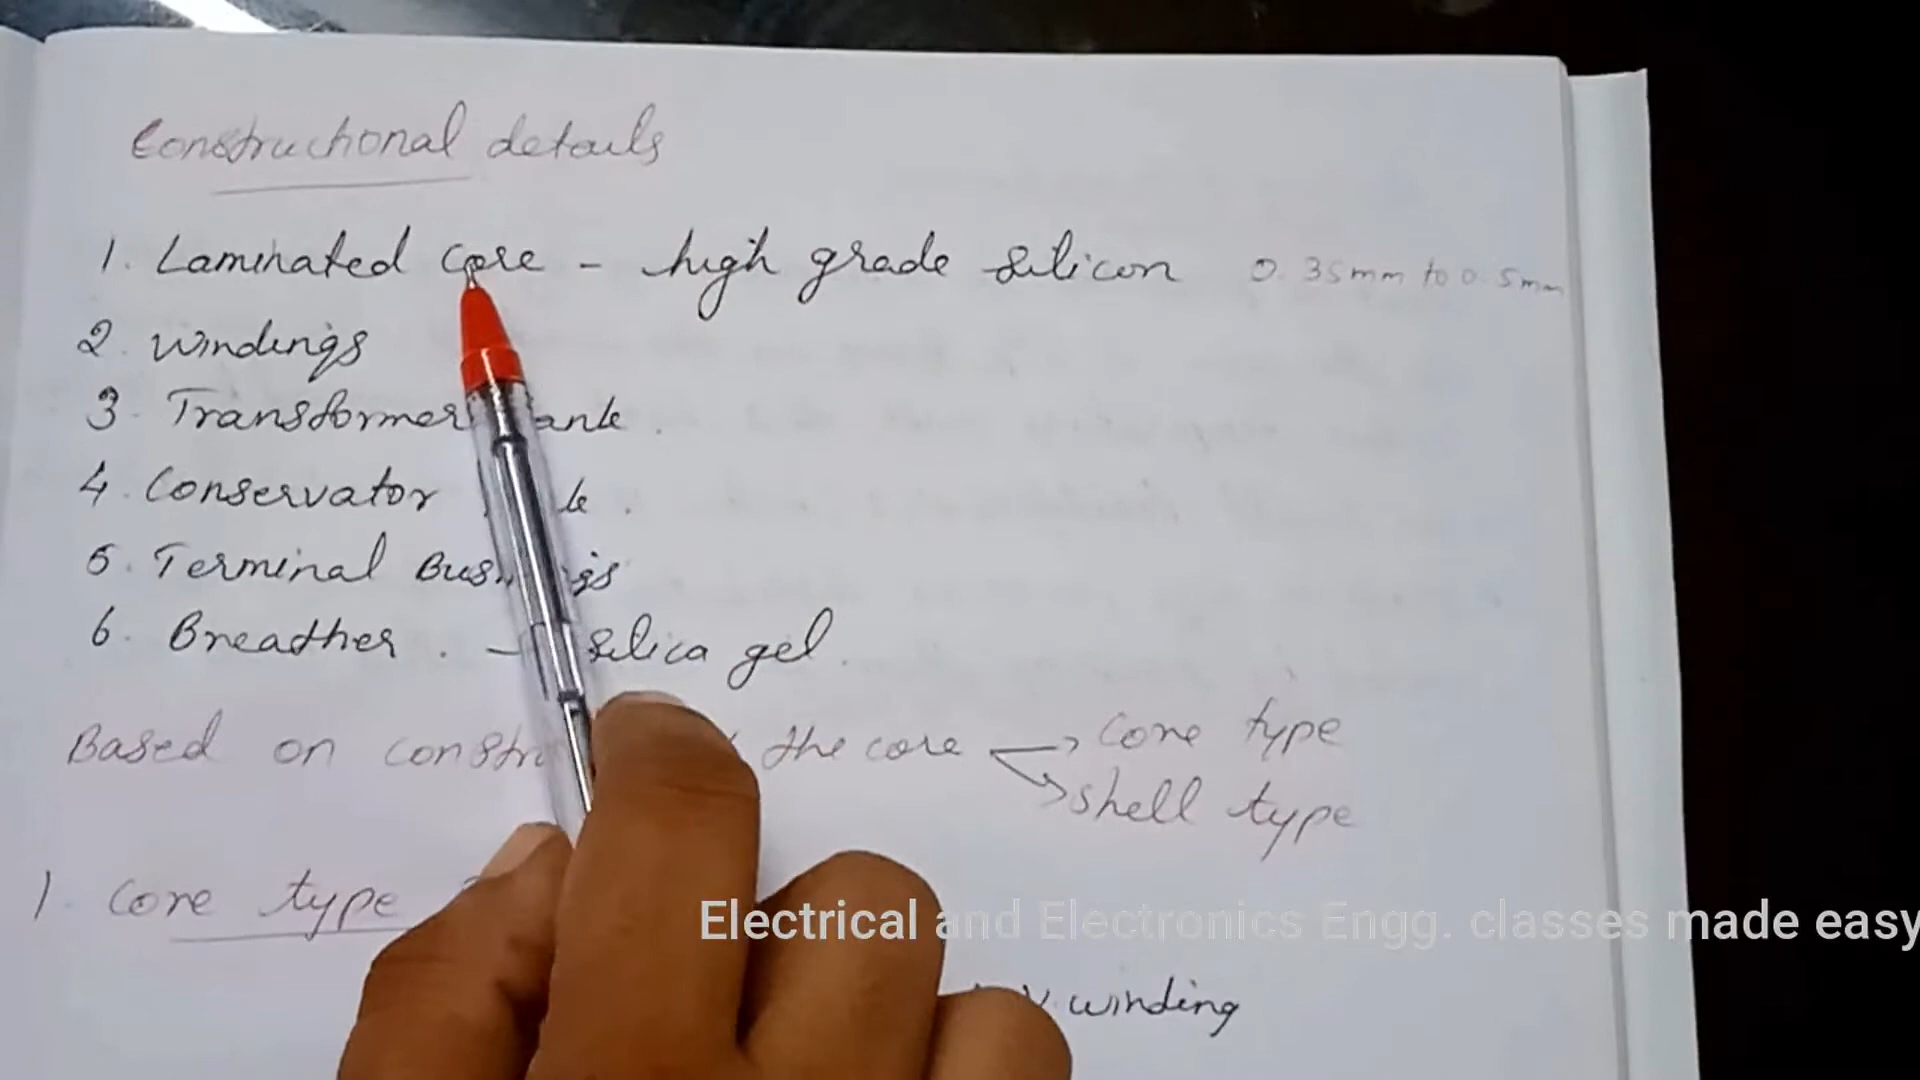 Constructional details
1. Laminated core - high grade silicon 0.35mm to 0.5mm
2. Windings
3. Transformer
4. Conservator
5. Terminal
6. Breather. - silica gel.
Based on the core → Core type
→ shell type
1. Core type
winding
Electrical and Electronics Engg. classes made easy